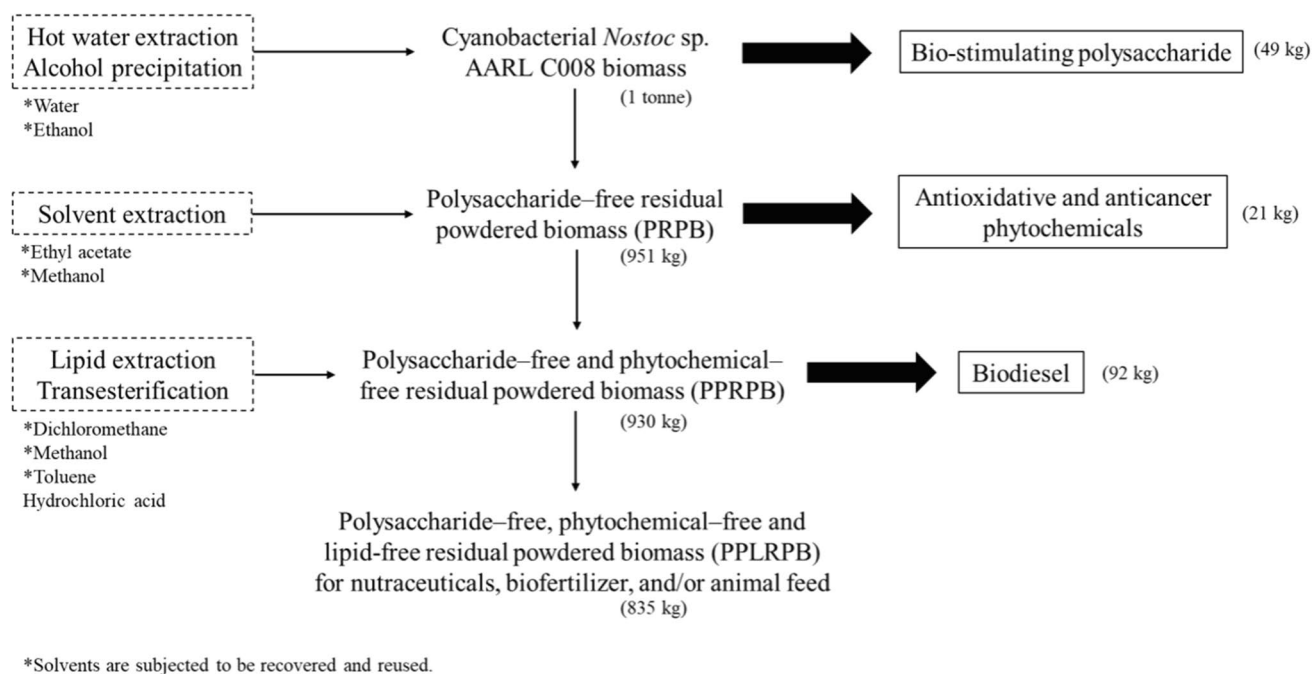 Hot water extraction
Alcohol precipitation
*Water
*Ethanol
Cyanobacterial Nostoc sp.
AARL C008 biomass
(1 tonne)
Bio-stimulating polysaccharide
(49 kg)
Solvent extraction
*Ethyl acetate
*Methanol
Polysaccharide–free residual
powdered biomass (PRPB)
(951 kg)
Antioxidative and anticancer
phytochemicals
(21 kg)
Lipid extraction
Transesterification
*Dichloromethane
*Methanol
*Toluene
Hydrochloric acid
Polysaccharide–free and phytochemical–
free residual powdered biomass (PPRPB)
(930 kg)
Biodiesel
(92 kg)
Polysaccharide–free, phytochemical–free and
lipid-free residual powdered biomass (PPLRPB)
for nutraceuticals, biofertilizer, and/or animal feed
(835 kg)
*Solvents are subjected to be recovered and reused.